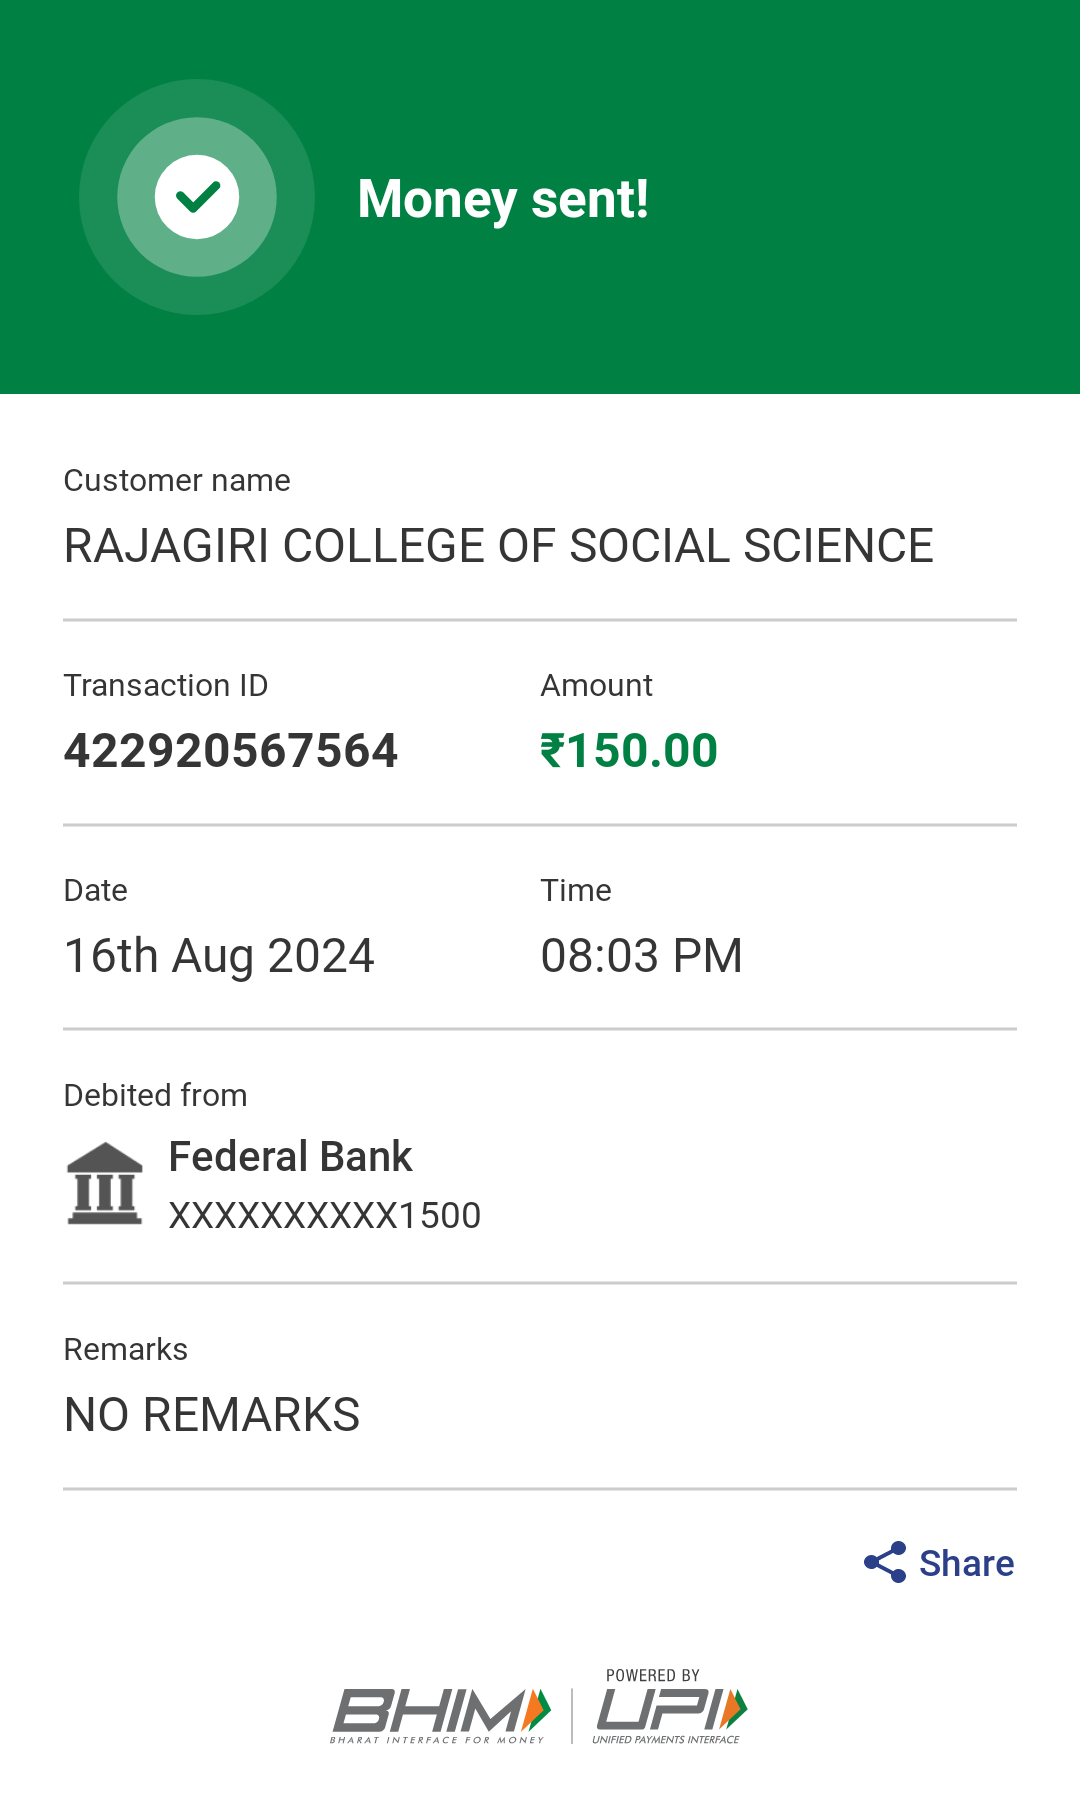 Money sent!
Customer name
RAJAGIRI COLLEGE OF SOCIAL SCIENCE
Transaction ID
422920567564
Amount
₹150.00
Date
16th Aug 2024
Time
08:03 PM
Debited from
Federal Bank
XXXXXXXXXX1500
Remarks
NO REMARKS
Share
BHIM
BHARAT INTERFACE FOR MONEY
POWERED BY
UPI
UNIFIED PAYMENTS INTERFACE